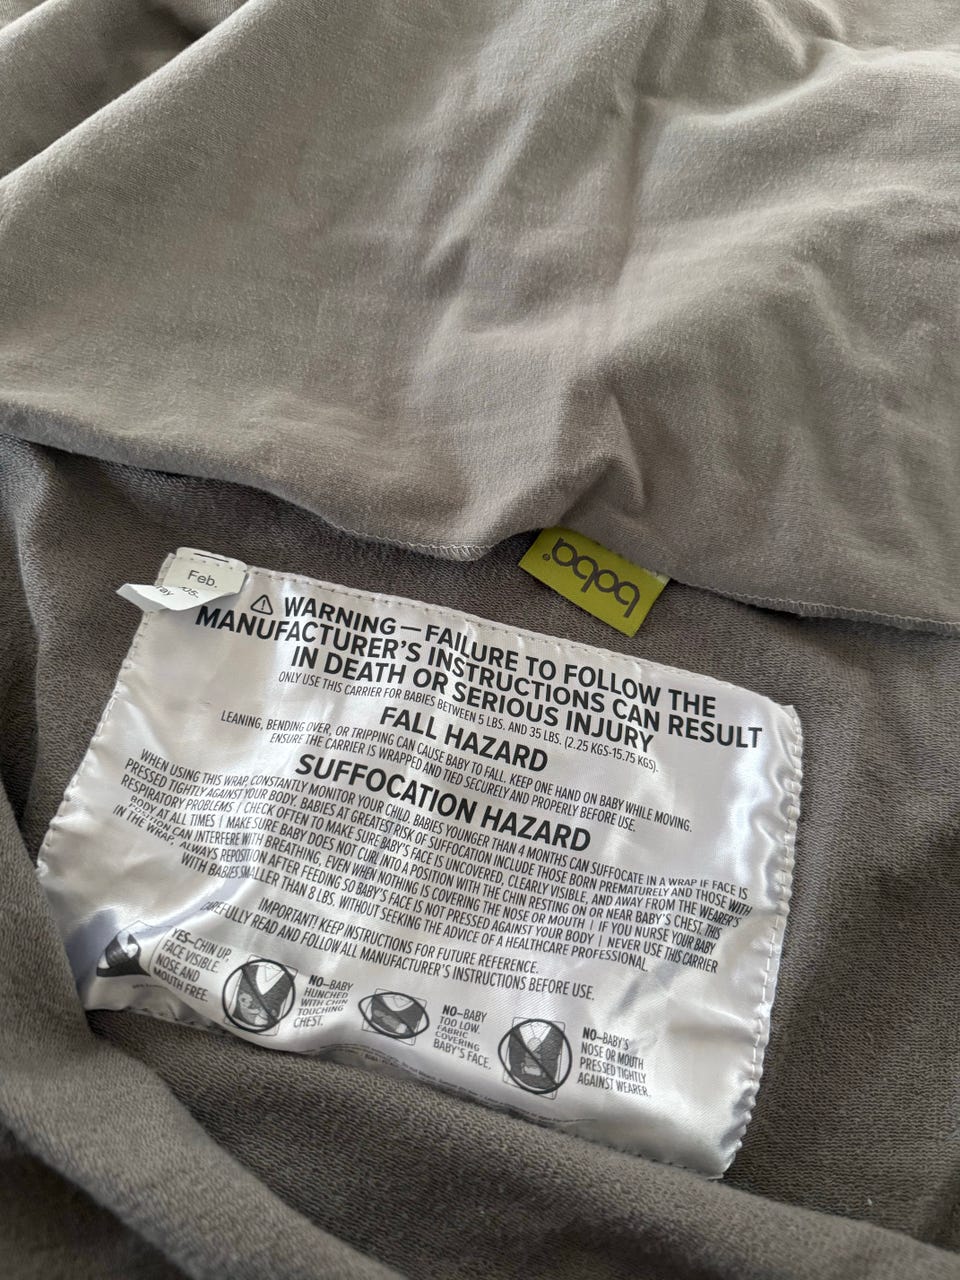 boba®
Feb.
⚠ WARNING—FAILURE TO FOLLOW THE
MANUFACTURER'S INSTRUCTIONS CAN RESULT
IN DEATH OR SERIOUS INJURY
ONLY USE THIS CARRIER FOR BABIES BETWEEN 5 LBS. AND 35 LBS. (2.25 KGS-15.75 KGS).
FALL HAZARD
LEANING, BENDING OVER, OR TRIPPING CAN CAUSE BABY TO FALL. KEEP ONE HAND ON BABY WHILE MOVING.
ENSURE THE CARRIER IS WRAPPED AND TIED SECURELY AND PROPERLY BEFORE USE.
SUFFOCATION HAZARD
WHEN USING THIS WRAP, CONSTANTLY MONITOR YOUR CHILD. BABIES YOUNGER THAN 4 MONTHS CAN SUFFOCATE IN A WRAP IF FACE IS
PRESSED TIGHTLY AGAINST YOUR BODY. BABIES AT GREATEST RISK OF SUFFOCATION INCLUDE THOSE BORN PREMATURELY AND THOSE WITH
RESPIRATORY PROBLEMS | CHECK OFTEN TO MAKE SURE BABY'S FACE IS UNCOVERED, CLEARLY VISIBLE, AND AWAY FROM THE WEARER'S
BODY AT ALL TIMES | MAKE SURE BABY DOES NOT CURL INTO A POSITION WITH THE CHIN RESTING ON OR NEAR BABY'S CHEST. THIS
POSITION CAN INTERFERE WITH BREATHING, EVEN WHEN NOTHING IS COVERING THE NOSE OR MOUTH | IF YOU NURSE YOUR BABY
IN THE WRAP, ALWAYS REPOSITION AFTER FEEDING SO BABY'S FACE IS NOT PRESSED AGAINST YOUR BODY | NEVER USE THIS CARRIER
WITH BABIES SMALLER THAN 8 LBS. WITHOUT SEEKING THE ADVICE OF A HEALTHCARE PROFESSIONAL.
IMPORTANT! KEEP INSTRUCTIONS FOR FUTURE REFERENCE.
CAREFULLY READ AND FOLLOW ALL MANUFACTURER'S INSTRUCTIONS BEFORE USE.
YES—CHIN UP,
FACE VISIBLE,
NOSE AND
MOUTH FREE.
NO—BABY
HUNCHED
WITH CHIN
TOUCHING
CHEST.
NO—BABY
TOO LOW.
FABRIC
COVERING
BABY'S FACE.
NO—BABY'S
NOSE OR MOUTH
PRESSED TIGHTLY
AGAINST WEARER.